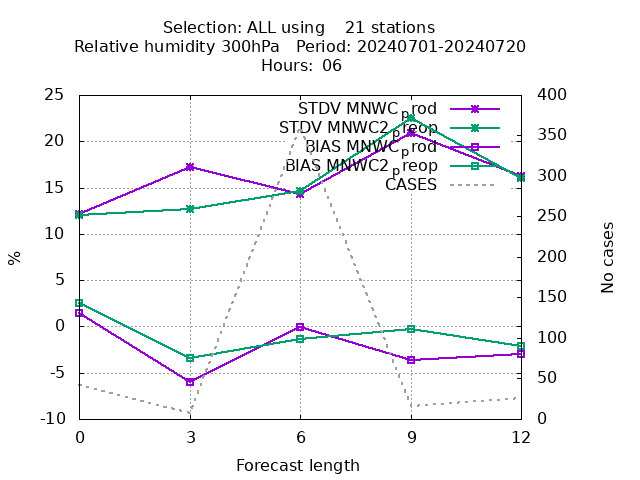 Selection: ALL using    21 stations
Relative humidity 300hPa   Period: 20240701-20240720
Hours: 06
STDV MNWC_prod
STDV MNWC2_preop
BIAS MNWC_prod
BIAS MNWC2_preop
CASES
25
20
15
10
5
0
-5
-10
%
400
350
300
250
200
150
100
50
0
No cases
0 3 6 9 12
Forecast length